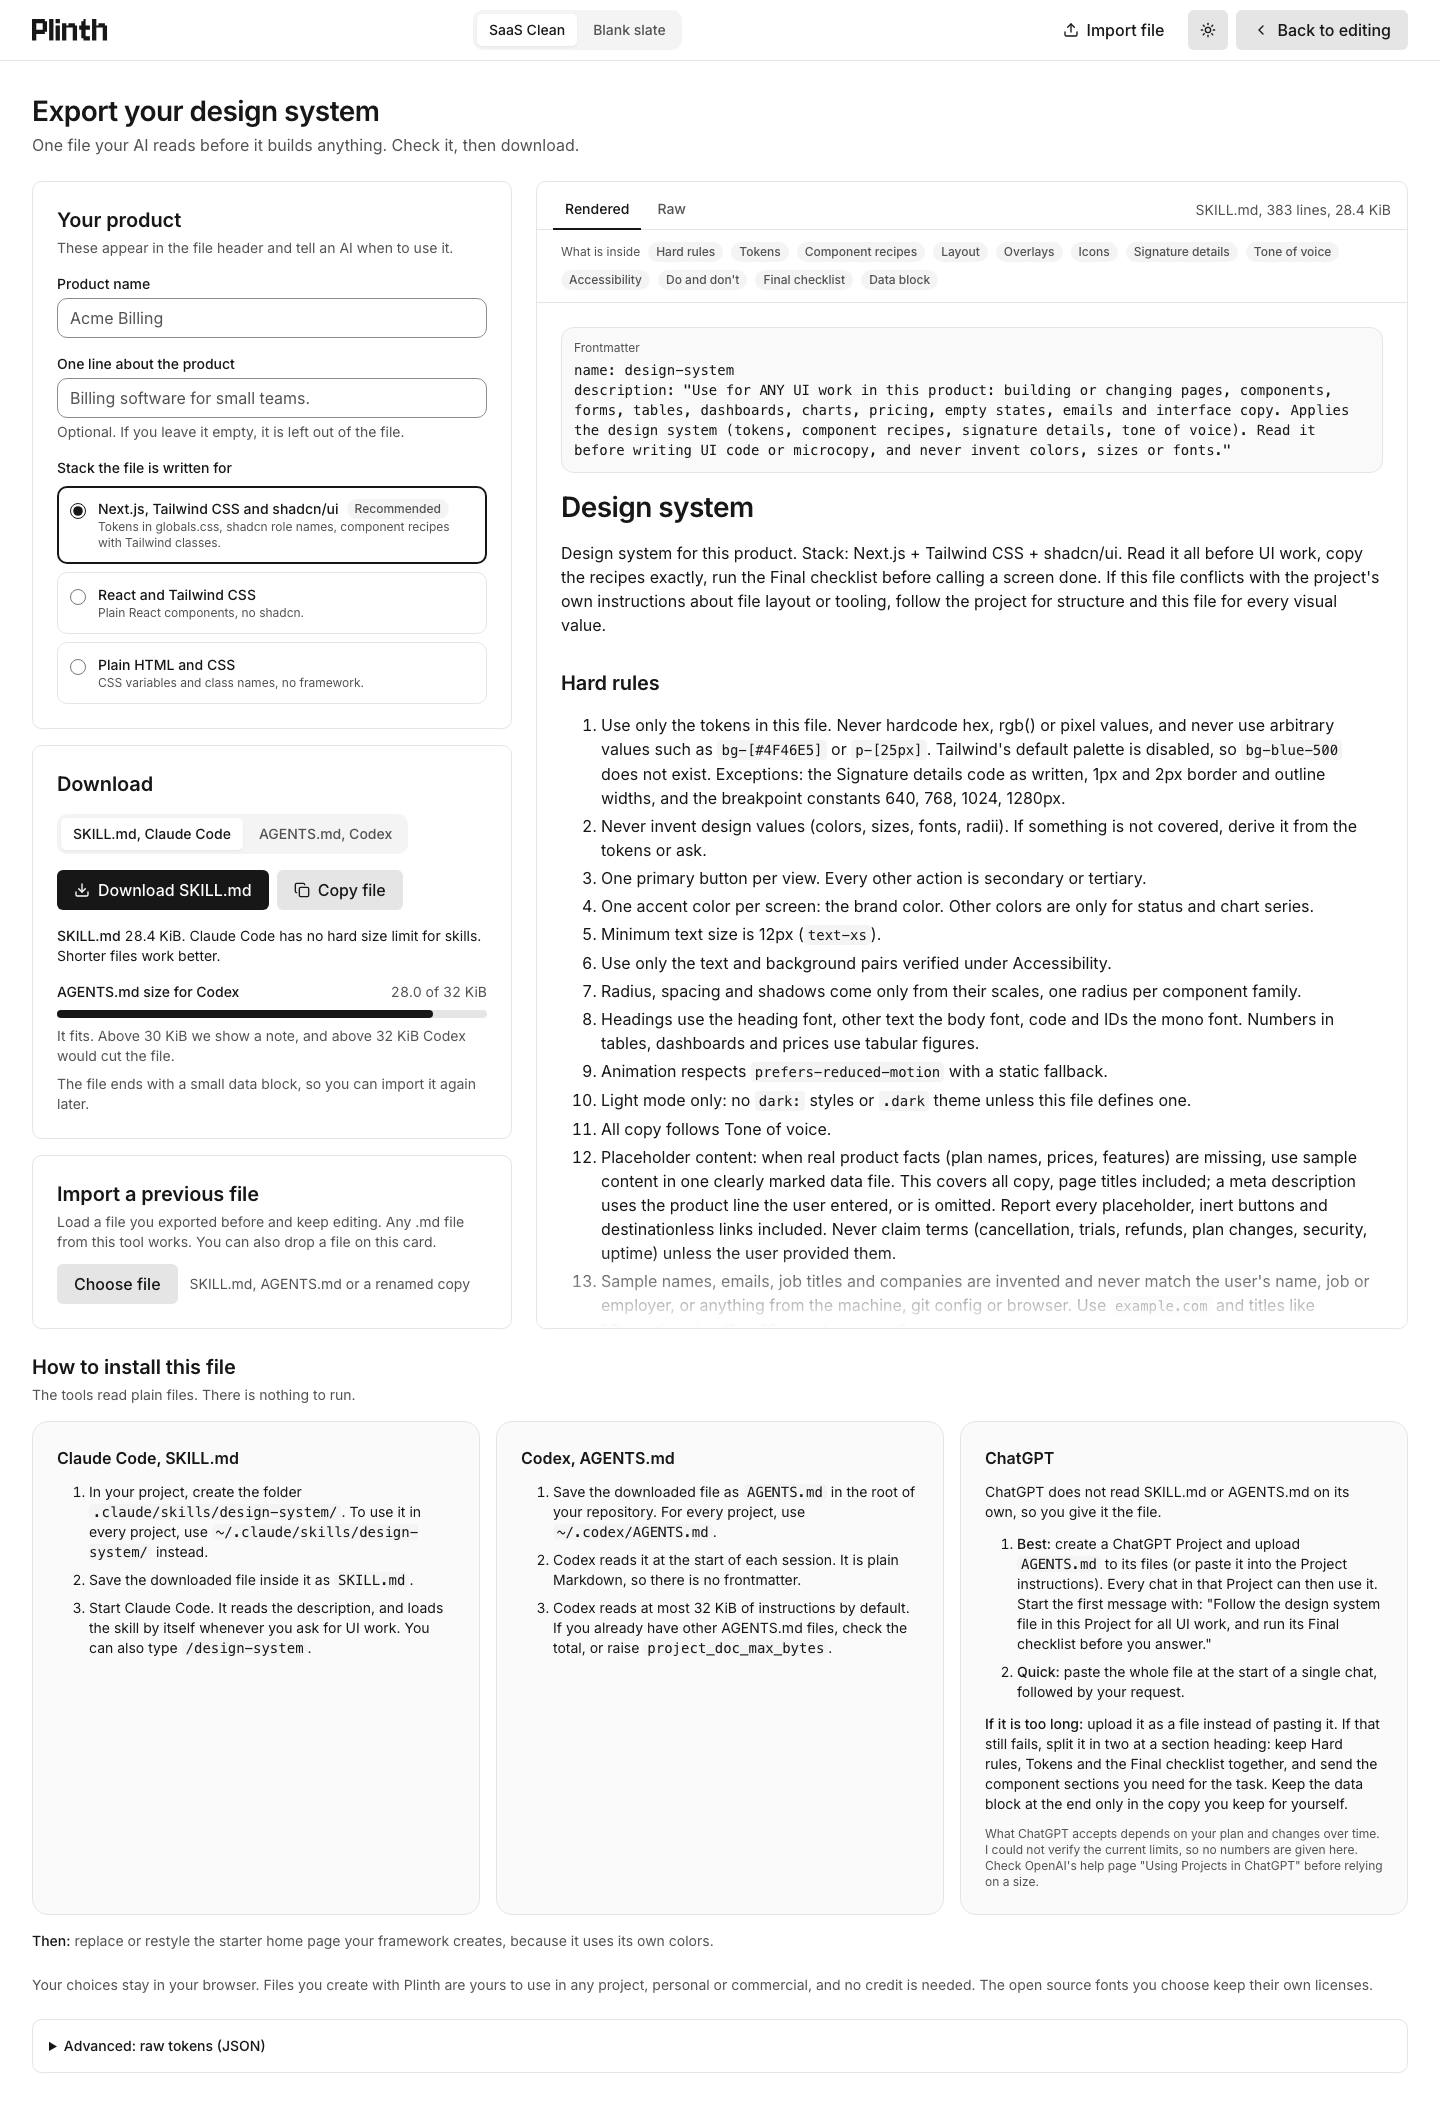 Plinth
SaaS Clean
Blank slate
Import file
Back to editing
Export your design system
One file your AI reads before it builds anything. Check it, then download.
Your product
These appear in the file header and tell an AI when to use it.
Product name
Acme Billing
One line about the product
Billing software for small teams.
Optional. If you leave it empty, it is left out of the file.
Stack the file is written for
Next.js, Tailwind CSS and shadcn/ui Recommended
Tokens in globals.css, shadcn role names, component recipes
with Tailwind classes.
React and Tailwind CSS
Plain React components, no shadcn.
Plain HTML and CSS
CSS variables and class names, no framework.
Download
SKILL.md, Claude Code
AGENTS.md, Codex
Download SKILL.md
Copy file
SKILL.md 28.4 KiB. Claude Code has no hard size limit for skills.
Shorter files work better.
AGENTS.md size for Codex
28.0 of 32 KiB
It fits. Above 30 KiB we show a note, and above 32 KiB Codex
would cut the file.
The file ends with a small data block, so you can import it again
later.
Import a previous file
Load a file you exported before and keep editing. Any .md file
from this tool works. You can also drop a file on this card.
Choose file
SKILL.md, AGENTS.md or a renamed copy
Rendered
Raw
SKILL.md, 383 lines, 28.4 KiB
What is inside Hard rules Tokens Component recipes Layout Overlays Icons Signature details Tone of voice
Accessibility Do and don't Final checklist Data block
Frontmatter
name: design-system
description: "Use for ANY UI work in this product: building or changing pages, components,
forms, tables, dashboards, charts, pricing, empty states, emails and interface copy. Applies
the design system (tokens, component recipes, signature details, tone of voice). Read it
before writing UI code or microcopy, and never invent colors, sizes or fonts."
Design system
Design system for this product. Stack: Next.js + Tailwind CSS + shadcn/ui. Read it all before UI work, copy
the recipes exactly, run the Final checklist before calling a screen done. If this file conflicts with the project's
own instructions about file layout or tooling, follow the project for structure and this file for every visual
value.
Hard rules
1. Use only the tokens in this file. Never hardcode hex, rgb() or pixel values, and never use arbitrary
values such as bg-[#4F46E5] or p-[25px]. Tailwind's default palette is disabled, so bg-blue-500
does not exist. Exceptions: the Signature details code as written, 1px and 2px border and outline
widths, and the breakpoint constants 640, 768, 1024, 1280px.
2. Never invent design values (colors, sizes, fonts, radii). If something is not covered, derive it from the
tokens or ask.
3. One primary button per view. Every other action is secondary or tertiary.
4. One accent color per screen: the brand color. Other colors are only for status and chart series.
5. Minimum text size is 12px (text-xs).
6. Use only the text and background pairs verified under Accessibility.
7. Radius, spacing and shadows come only from their scales, one radius per component family.
8. Headings use the heading font, other text the body font, code and IDs the mono font. Numbers in
tables, dashboards and prices use tabular figures.
9. Animation respects prefers-reduced-motion with a static fallback.
10. Light mode only: no dark: styles or .dark theme unless this file defines one.
11. All copy follows Tone of voice.
12. Placeholder content: when real product facts (plan names, prices, features) are missing, use sample
content in one clearly marked data file. This covers all copy, page titles included; a meta description
uses the product line the user entered, or is omitted. Report every placeholder, inert buttons and
destinationless links included. Never claim terms (cancellation, trials, refunds, plan changes, security,
uptime) unless the user provided them.
13. Sample names, emails, job titles and companies are invented and never match the user's name, job or
employer, or anything from the machine, git config or browser. Use example.com and titles like
How to install this file
The tools read plain files. There is nothing to run.
Claude Code, SKILL.md
1. In your project, create the folder
.claude/skills/design-system/. To use it in
every project, use ~/.claude/skills/design-
system/ instead.
2. Save the downloaded file inside it as SKILL.md.
3. Start Claude Code. It reads the description, and loads
the skill by itself whenever you ask for UI work. You
can also type /design-system.
Codex, AGENTS.md
1. Save the downloaded file as AGENTS.md in the root of
your repository. For every project, use
~/.codex/AGENTS.md.
2. Codex reads it at the start of each session. It is plain
Markdown, so there is no frontmatter.
3. Codex reads at most 32 KiB of instructions by default.
If you already have other AGENTS.md files, check the
total, or raise project_doc_max_bytes.
ChatGPT
ChatGPT does not read SKILL.md or AGENTS.md on its
own, so you give it the file.
1. Best: create a ChatGPT Project and upload
AGENTS.md to its files (or paste it into the Project
instructions). Every chat in that Project can then use it.
Start the first message with: "Follow the design system
file in this Project for all UI work, and run its Final
checklist before you answer."
2. Quick: paste the whole file at the start of a single chat,
followed by your request.
If it is too long: upload it as a file instead of pasting it. If that
still fails, split it in two at a section heading: keep Hard
rules, Tokens and the Final checklist together, and send the
component sections you need for the task. Keep the data
block at the end only in the copy you keep for yourself.
What ChatGPT accepts depends on your plan and changes over time.
I could not verify the current limits, so no numbers are given here.
Check OpenAI's help page "Using Projects in ChatGPT" before relying
on a size.
Then: replace or restyle the starter home page your framework creates, because it uses its own colors.
Your choices stay in your browser. Files you create with Plinth are yours to use in any project, personal or commercial, and no credit is needed. The open source fonts you choose keep their own licenses.
Advanced: raw tokens (JSON)